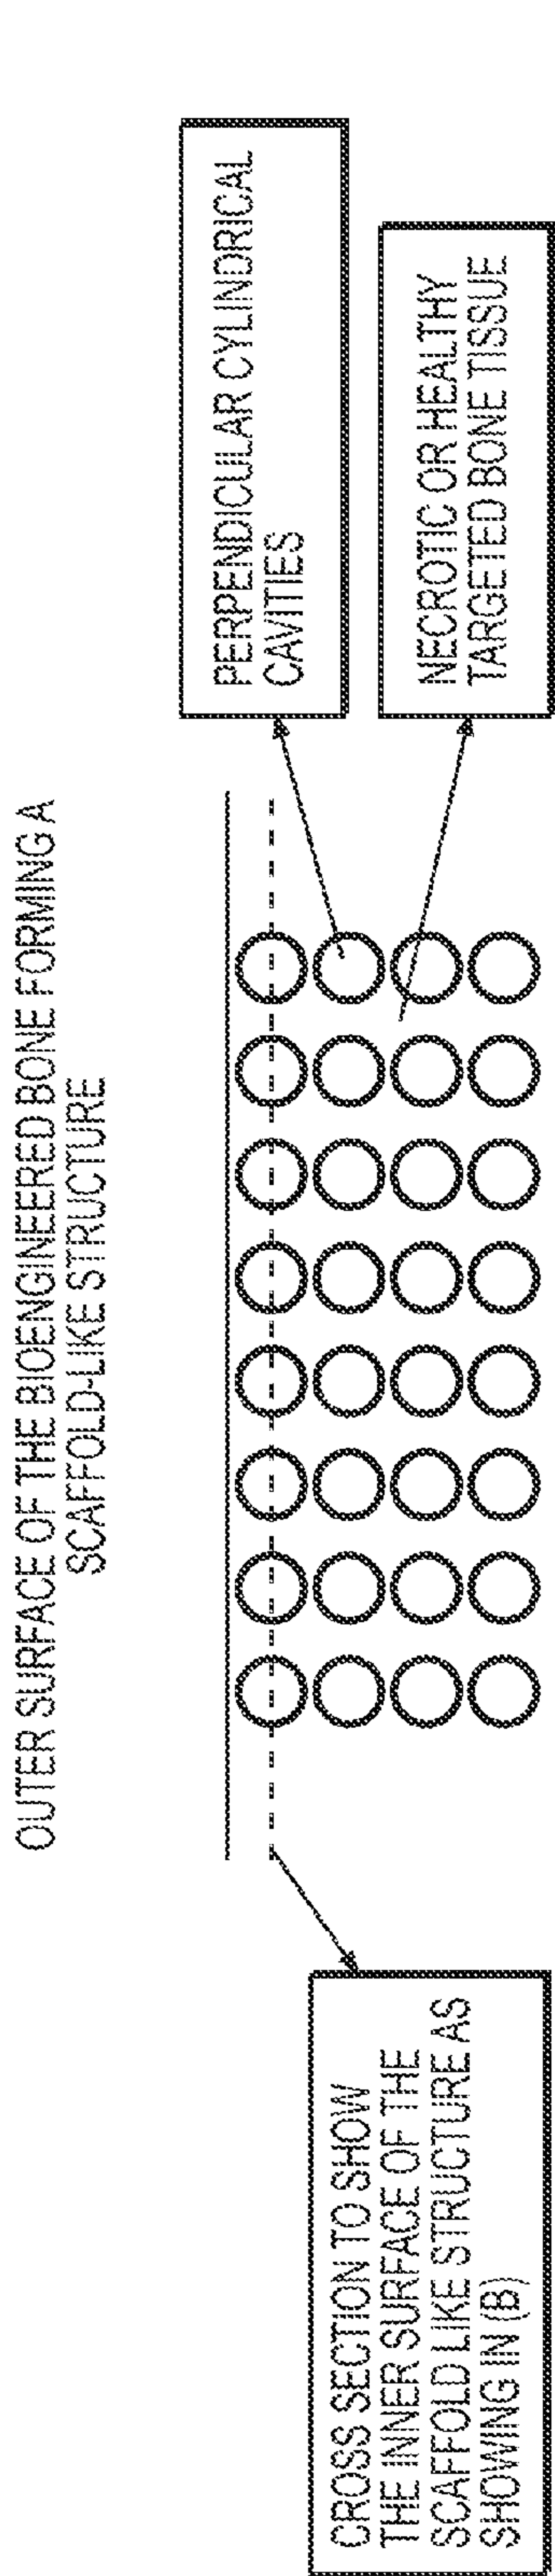 OUTER SURFACE OF THE BIOENGINEERED BONE FORMING A
SCAFFOLD-LIKE STRUCTURE
PERPENDICULAR CYLINDRICAL
CAVITIES
NECROTIC OR HEALTHY
TARGETED BONE TISSUE
CROSS SECTION TO SHOW
THE INNER SURFACE OF THE
SCAFFOLD LIKE STRUCTURE AS
SHOWING IN (B)